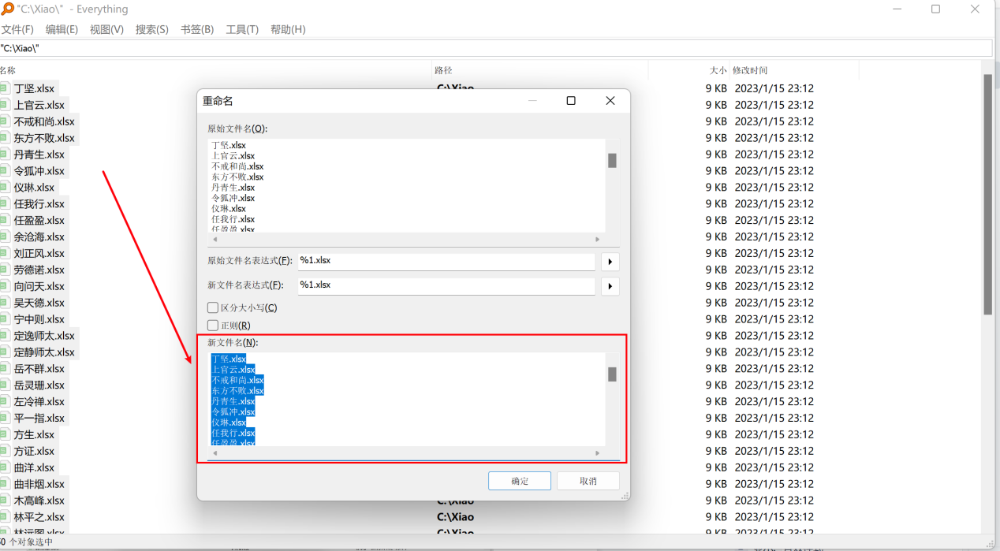 "C:\Xiao\" - Everything
文件(F) 编辑(E) 视图(V) 搜索(S) 书签(B) 工具(T) 帮助(H)
"C:\Xiao\"
名称 路径 大小 修改时间
丁坚.xlsx C:\Xiao 9 KB 2023/1/15 23:12
上官云.xlsx 9 KB 2023/1/15 23:12
不戒和尚.xlsx 9 KB 2023/1/15 23:12
东方不败.xlsx 9 KB 2023/1/15 23:12
丹青生.xlsx 9 KB 2023/1/15 23:12
令狐冲.xlsx 9 KB 2023/1/15 23:12
仪琳.xlsx 9 KB 2023/1/15 23:12
任我行.xlsx 9 KB 2023/1/15 23:12
任盈盈.xlsx 9 KB 2023/1/15 23:12
余沧海.xlsx 9 KB 2023/1/15 23:12
刘正风.xlsx 9 KB 2023/1/15 23:12
劳德诺.xlsx 9 KB 2023/1/15 23:12
向问天.xlsx 9 KB 2023/1/15 23:12
吴天德.xlsx 9 KB 2023/1/15 23:12
宁中则.xlsx 9 KB 2023/1/15 23:12
定逸师太.xlsx 9 KB 2023/1/15 23:12
定静师太.xlsx 9 KB 2023/1/15 23:12
岳不群.xlsx 9 KB 2023/1/15 23:12
岳灵珊.xlsx 9 KB 2023/1/15 23:12
左冷禅.xlsx 9 KB 2023/1/15 23:12
平一指.xlsx 9 KB 2023/1/15 23:12
方生.xlsx 9 KB 2023/1/15 23:12
方证.xlsx 9 KB 2023/1/15 23:12
曲洋.xlsx 9 KB 2023/1/15 23:12
曲非烟.xlsx 9 KB 2023/1/15 23:12
木高峰.xlsx C:\Xiao 9 KB 2023/1/15 23:12
林平之.xlsx C:\Xiao 9 KB 2023/1/15 23:12
林远图.xlsx C:\Xiao 9 KB 2023/1/15 23:12
0 个对象选中
重命名
原始文件名(O):
丁坚.xlsx
上官云.xlsx
不戒和尚.xlsx
东方不败.xlsx
丹青生.xlsx
令狐冲.xlsx
仪琳.xlsx
任我行.xlsx
任盈盈.xlsx
原始文件名表达式(F): %1.xlsx
新文件名表达式(F): %1.xlsx
区分大小写(C)
正则(R)
新文件名(N):
丁坚.xlsx
上官云.xlsx
不戒和尚.xlsx
东方不败.xlsx
丹青生.xlsx
令狐冲.xlsx
仪琳.xlsx
任我行.xlsx
任盈盈.xlsx
确定 取消